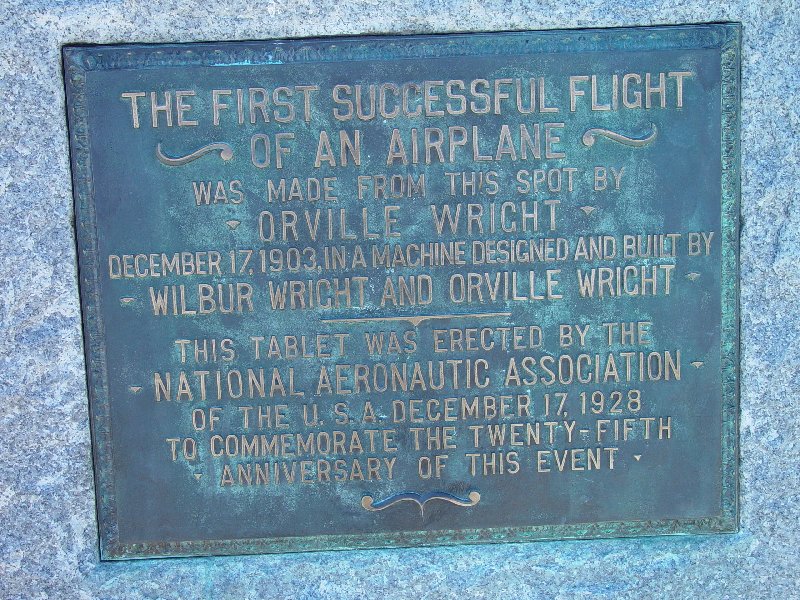 THE FIRST SUCCESSFUL FLIGHT
OF AN AIRPLANE
WAS MADE FROM THIS SPOT BY
ORVILLE WRIGHT
DECEMBER 17, 1903, IN A MACHINE DESIGNED AND BUILT BY
WILBUR WRIGHT AND ORVILLE WRIGHT
THIS TABLET WAS ERECTED BY THE
NATIONAL AERONAUTIC ASSOCIATION
OF THE U. S. A. DECEMBER 17, 1928
TO COMMEMORATE THE TWENTY-FIFTH
ANNIVERSARY OF THIS EVENT